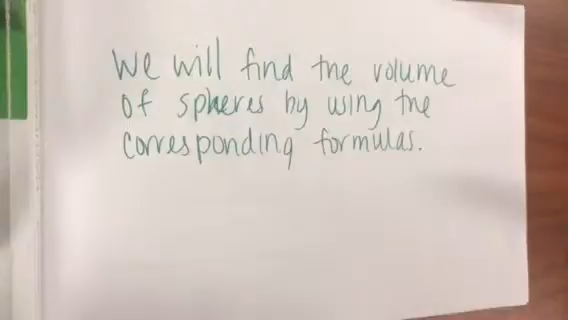 We will find the volume
of spheres by using the
corresponding formulas.